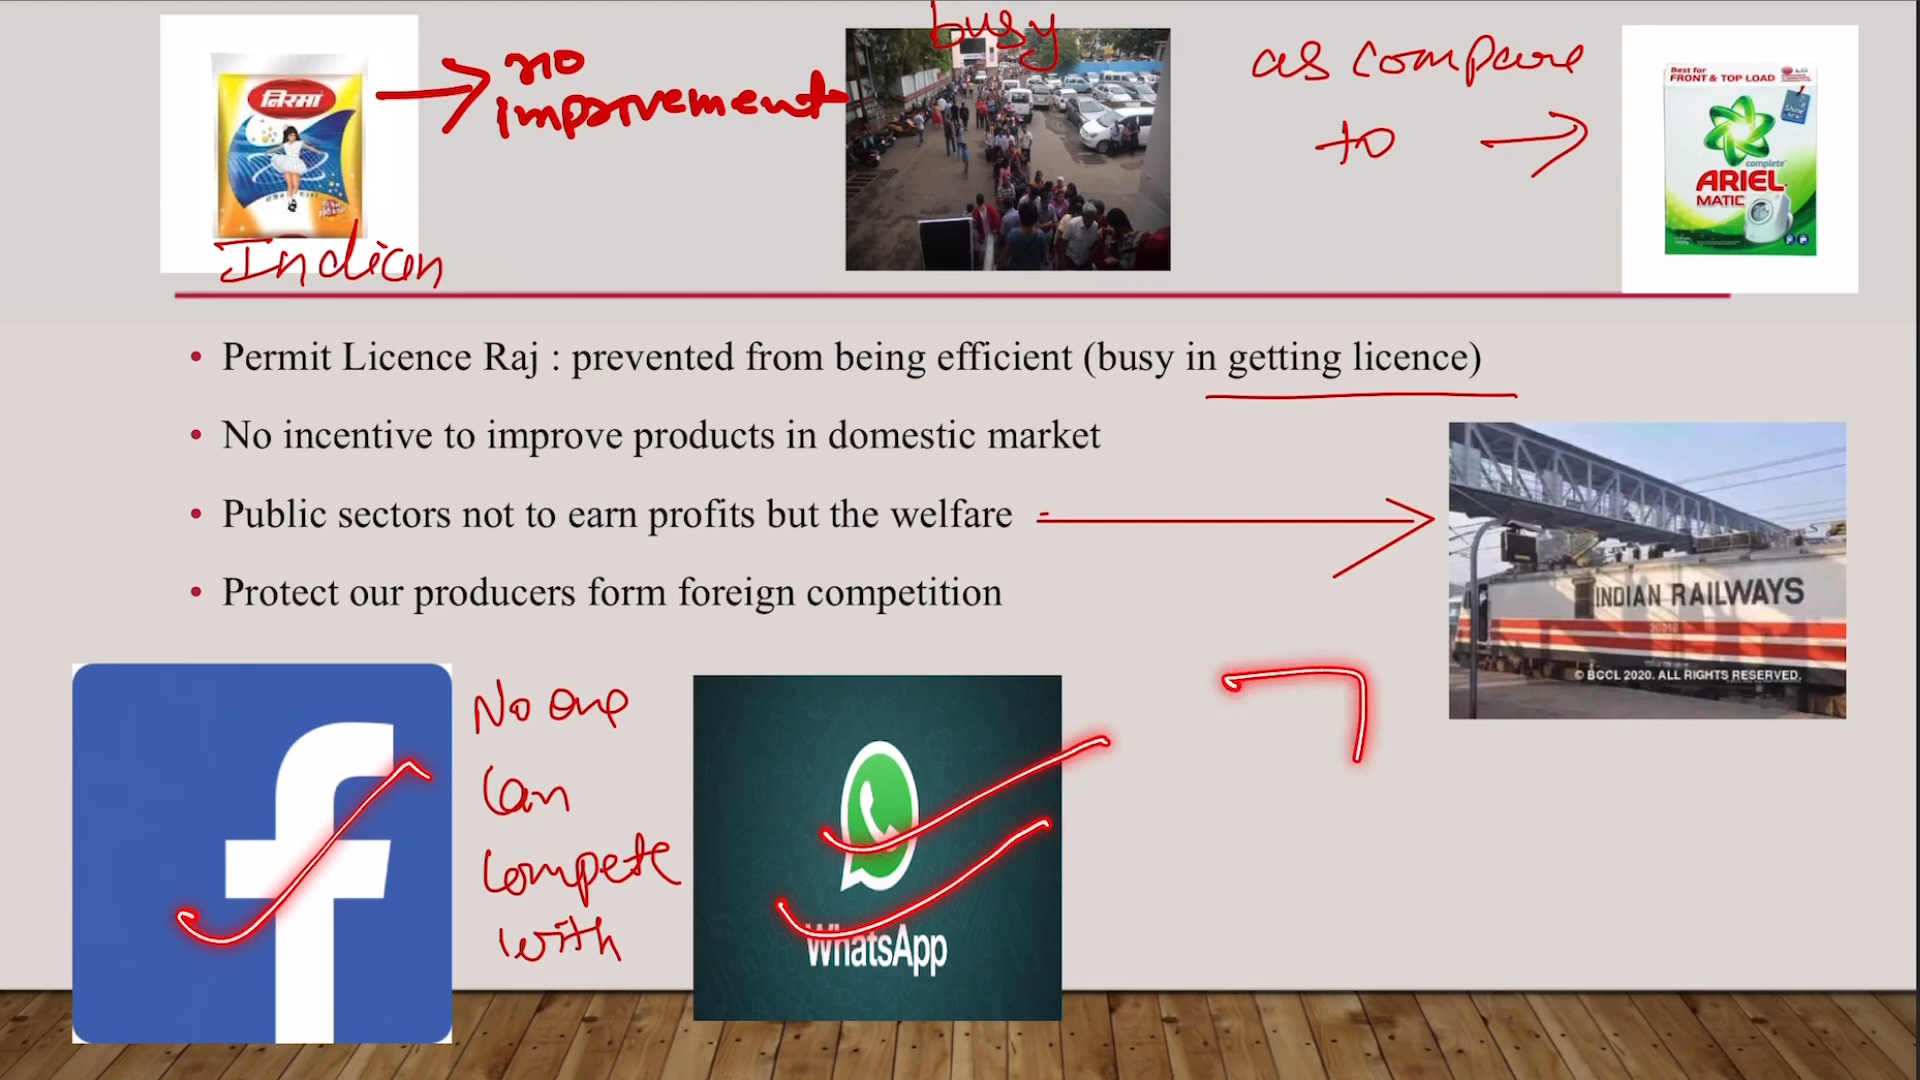 busy
निरमा
Indian
no
improvement
as compare
to
Best for
FRONT & TOP LOAD
LG
complete
ARIEL
MATIC
• Permit Licence Raj : prevented from being efficient (busy in getting licence)
• No incentive to improve products in domestic market
• Public sectors not to earn profits but the welfare
• Protect our producers form foreign competition
INDIAN RAILWAYS
© BCCL 2020. ALL RIGHTS RESERVED.
f
No one
Can
Compete
with
WhatsApp